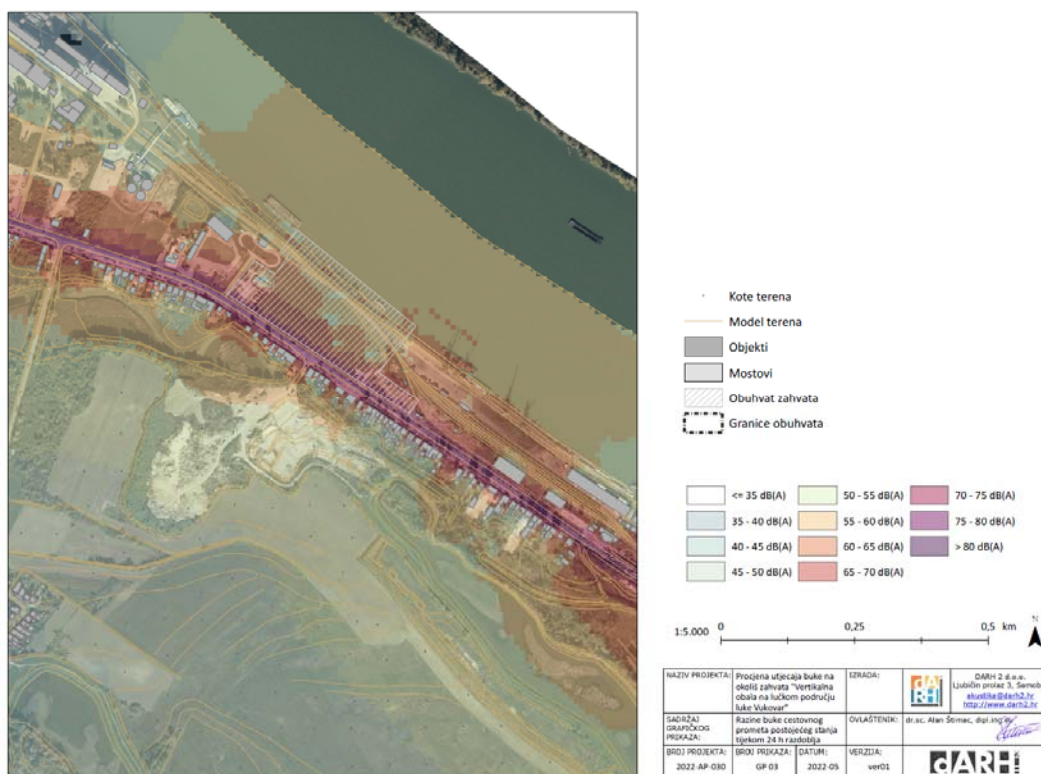 Kote terena
Model terena
Objekti
Mostovi
Obuhvat zahvata
Granice obuhvata
<= 35 dB(A)
35 - 40 dB(A)
40 - 45 dB(A)
45 - 50 dB(A)
50 - 55 dB(A)
55 - 60 dB(A)
60 - 65 dB(A)
65 - 70 dB(A)
70 - 75 dB(A)
75 - 80 dB(A)
> 80 dB(A)
1:5.000
0 0,25 0,5 km
N
NAZIV PROJEKTA:
Procjena utjecaja buke na
okoliš zahvata "Vertikalna
obala na lučkom području
luke Vukovar"
IZRADA:
dARH
DARH 2 d.o.o.
Ljubičin prolaz 3, Samob
akustika@darh2.hr
http://www.darh2.hr
SADRŽAJ
GRAFIČKOG
PRIKAZA:
Razine buke cestovnog
prometa postojećeg stanja
tijekom 24 h razdoblja
OVLAŠTENIK:
dr.sc. Alan Štimac, dipl.ing
BROJ PROJEKTA:
2022-AP-030
BROJ PRIKAZA:
GP 03
DATUM:
2022-05
VERZIJA:
ver01
dARH